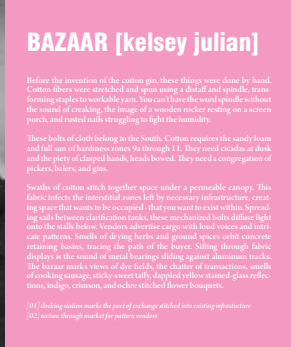 BAZAAR [kelsey julian]
Before the invention of the cotton gin, these things were done by hand.
Cotton fibers were stretched and spun using a distaff and spindle, trans-
forming staples to workable yarn. You can't have the word spindle without
the sound of creaking, the image of a wooden rocker resting on a screen
porch, and rusted nails struggling to fight the humidity.
These bolts of cloth belong to the South. Cotton requires the sandy loam
and full sun of hardiness zones 9a through 11. They need cicadas at dusk
and the piety of clasped hands, heads bowed. They need a congregation of
pickers, balers, and gins.
Swaths of cotton stitch together space under a permeable canopy. This
fabric infects the interstitial zones left by necessary infrastructure, creat-
ing space that wants to be occupied - that you want to exist within. Spread-
ing sails between clarification tanks, these mechanized bolts diffuse light
onto the stalls below. Vendors advertise cargo with loud voices and intri-
cate patterns. Smells of drying herbs and ground spices orbit concrete
retaining basins, tracing the path of the buyer. Sifting through fabric
displays is the sound of metal bearings sliding against aluminum tracks.
The bazaar marks views of dye fields, the chatter of transactions, smells
of cooking sausage, sticky sweet taffy, dappled yellow stained-glass reflec-
tions, indigo, crimson, and ochre stitched flower bouquets.
[01] docking station marks the port of exchange stitched into existing infrastructure
[02] section through market for pattern vendors